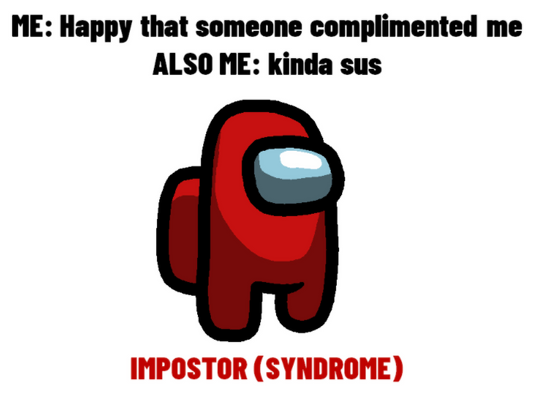 ME: Happy that someone complimented me
ALSO ME: kinda sus
IMPOSTOR (SYNDROME)